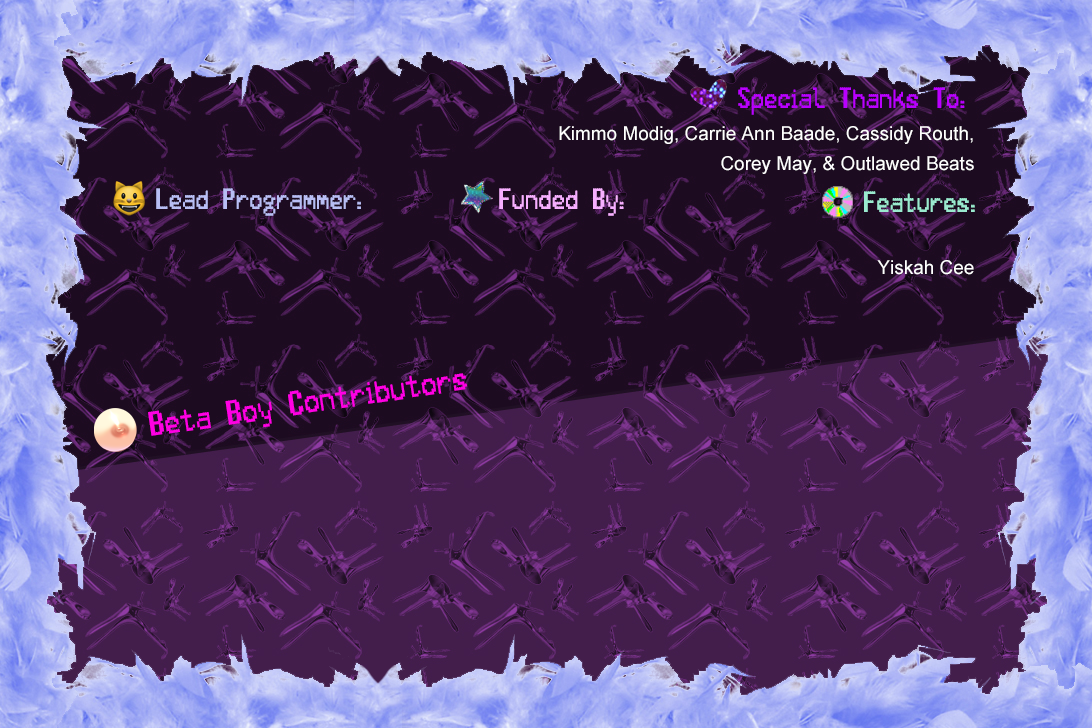 Special Thanks To:
Kimmo Modig, Carrie Ann Baade, Cassidy Routh,
Corey May, & Outlawed Beats
Lead Programmer:
Funded By:
Features:
Yiskah Cee
Beta Boy Contributors